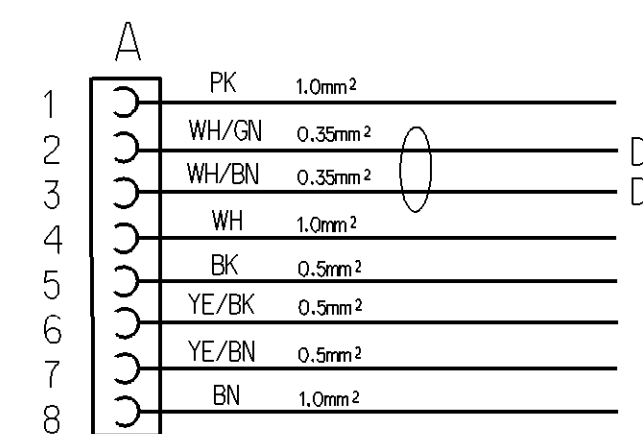 A
1 PK 1.0mm²
2 WH/GN 0.35mm² D
3 WH/BN 0.35mm² D
4 WH 1.0mm²
5 BK 0.5mm²
6 YE/BK 0.5mm²
7 YE/BN 0.5mm²
8 BN 1.0mm²